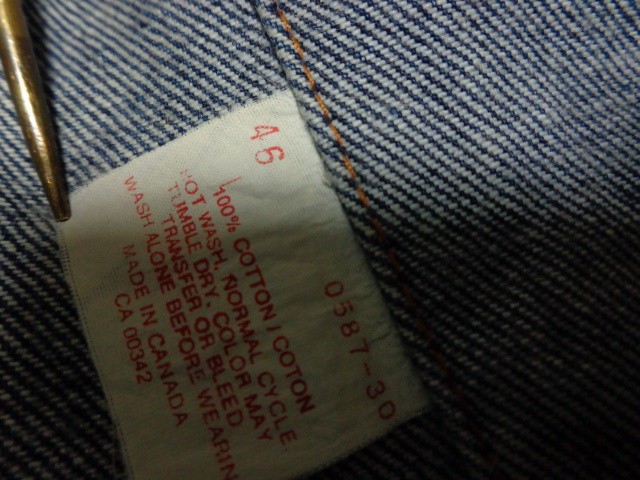 46
0587-30
100% COTTON / COTON
HOT WASH, NORMAL CYCLE
TUMBLE DRY. COLOR MAY
TRANSFER OR BLEED
WASH ALONE BEFORE WEARIN
MADE IN CANADA
CA 00342